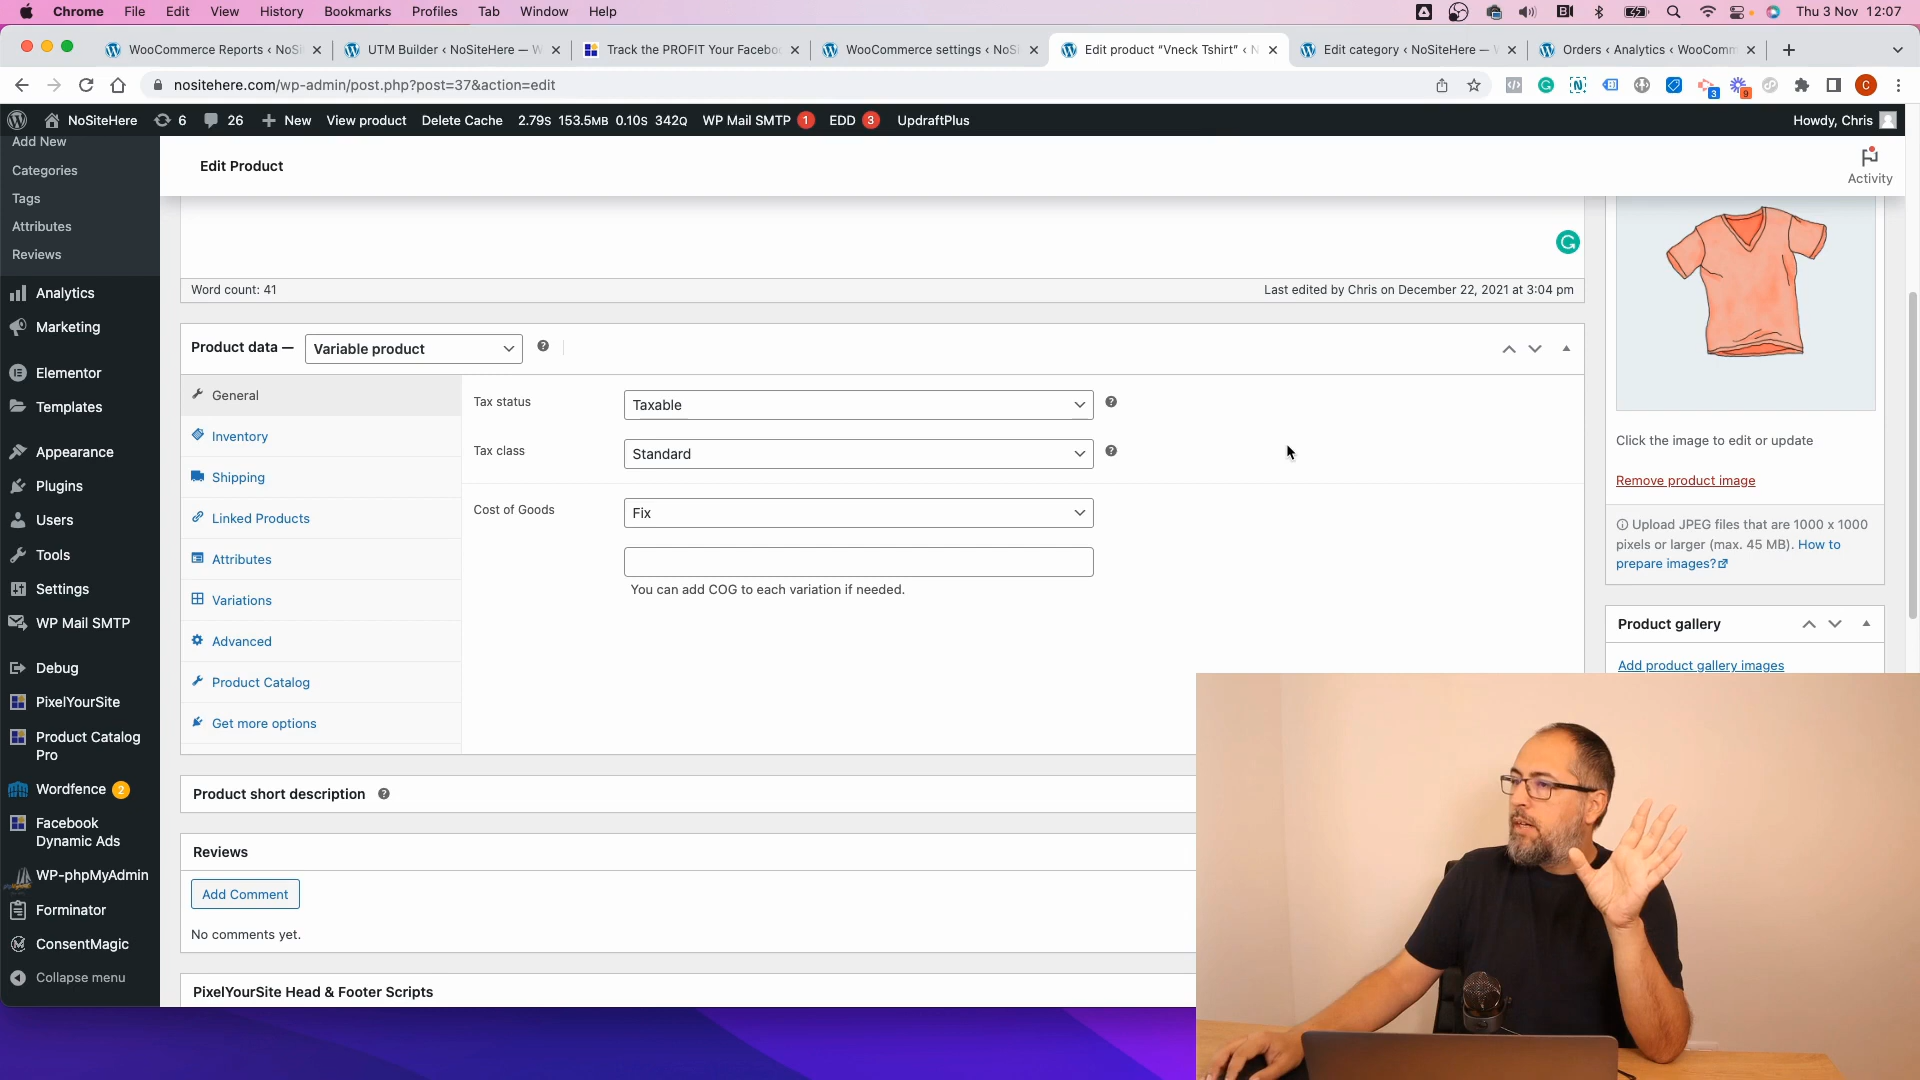 Chrome File Edit View History Bookmarks Profiles Tab Window Help
Thu 3 Nov 12:07
WooCommerce Reports ‹ NoSi
UTM Builder ‹ NoSiteHere — W
Track the PROFIT Your Facebo
WooCommerce settings ‹ NoSi
Edit product “Vneck Tshirt” ‹ N
Edit category ‹ NoSiteHere — W
Orders ‹ Analytics ‹ WooComm
nositehere.com/wp-admin/post.php?post=37&action=edit
3
9
C
NoSiteHere 6 26 New View product Delete Cache 2.79S 153.5MB 0.10S 342Q WP Mail SMTP 1 EDD 3 UpdraftPlus
Howdy, Chris
Add New
Categories
Tags
Attributes
Reviews
Analytics
Marketing
Elementor
Templates
Appearance
Plugins
Users
Tools
Settings
WP Mail SMTP
Debug
PixelYourSite
Product Catalog
Pro
Wordfence 2
Facebook
Dynamic Ads
WP-phpMyAdmin
Forminator
ConsentMagic
Collapse menu
Edit Product
Activity
Word count: 41
Last edited by Chris on December 22, 2021 at 3:04 pm
Product data —
Variable product
General
Inventory
Shipping
Linked Products
Attributes
Variations
Advanced
Product Catalog
Get more options
Tax status
Taxable
Tax class
Standard
Cost of Goods
Fix
You can add COG to each variation if needed.
Product short description
Reviews
Add Comment
No comments yet.
PixelYourSite Head & Footer Scripts
Click the image to edit or update
Remove product image
Upload JPEG files that are 1000 x 1000
pixels or larger (max. 45 MB). How to
prepare images?
Product gallery
Add product gallery images